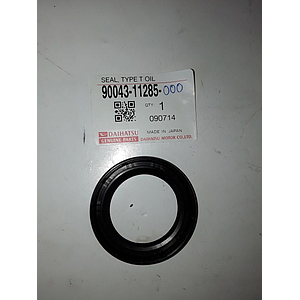 SEAL, TYPE T OIL
90043-11285-000
QTY 1
090714
DAIHATSU MADE IN JAPAN
GENUINE PARTS DAIHATSU MOTOR CO.,LTD.